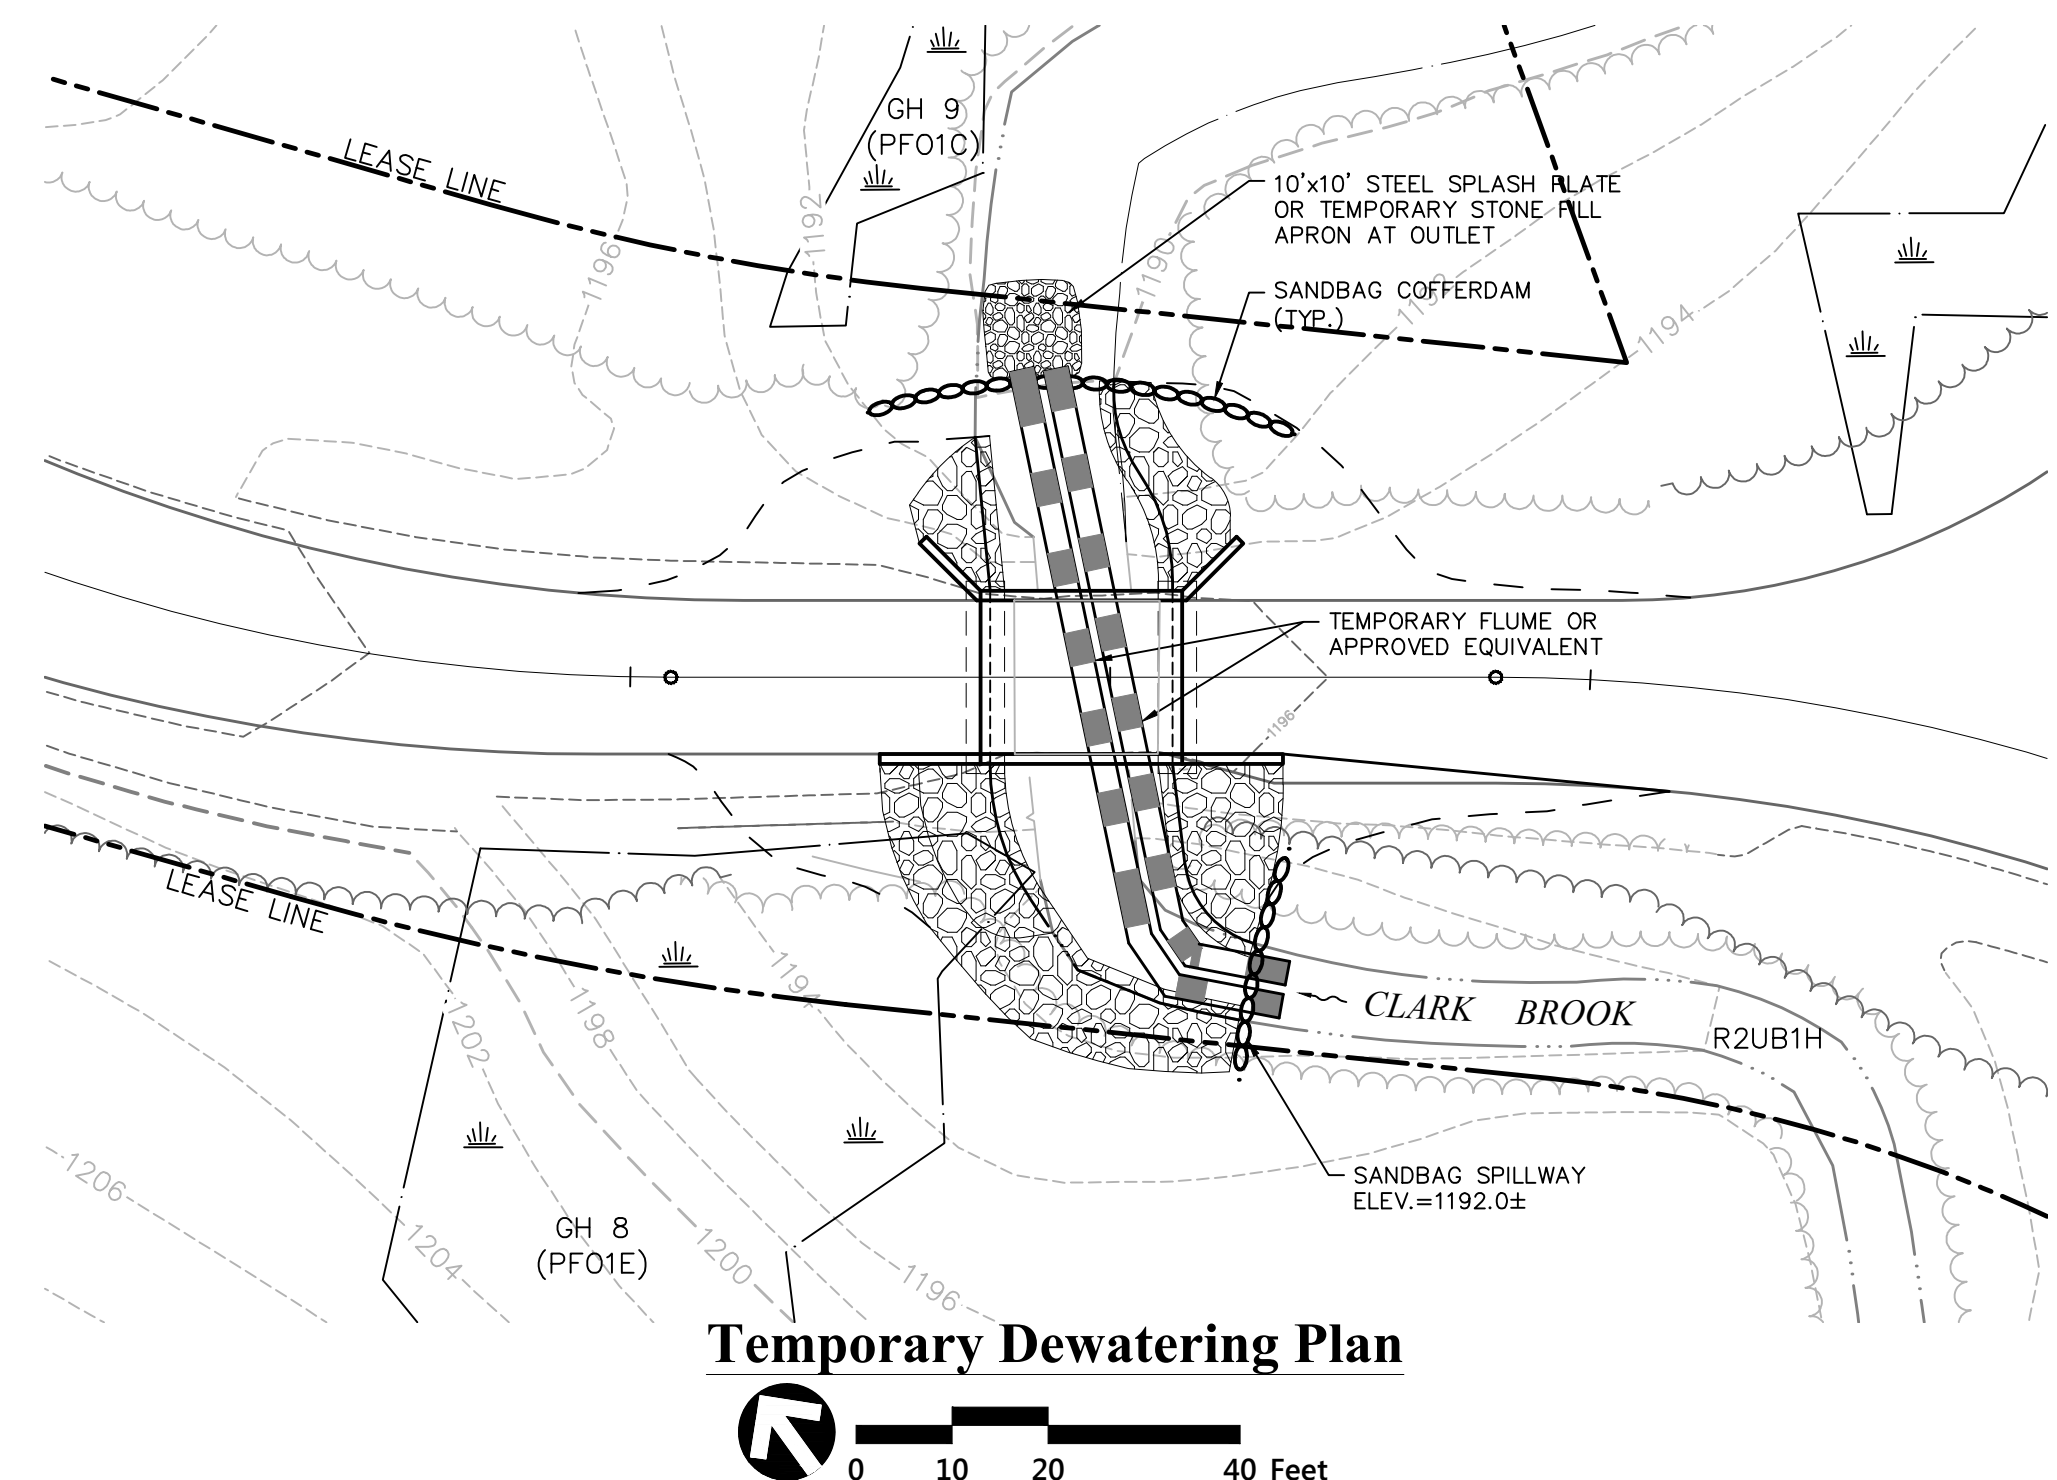 GH 9
(PFO1C)
LEASE LINE
10'x10' STEEL SPLASH PLATE
OR TEMPORARY STONE FILL
APRON AT OUTLET
1192
1196
1190
SANDBAG COFFERDAM
(TYP.)
1192
1194
TEMPORARY FLUME OR
APPROVED EQUIVALENT
1196
LEASE LINE
1194
1198
1202
CLARK BROOK
R2UB1H
SANDBAG SPILLWAY
ELEV.=1192.0±
1206
GH 8
(PFO1E)
1204
1200
1196
Temporary Dewatering Plan
0 10 20 40 Feet